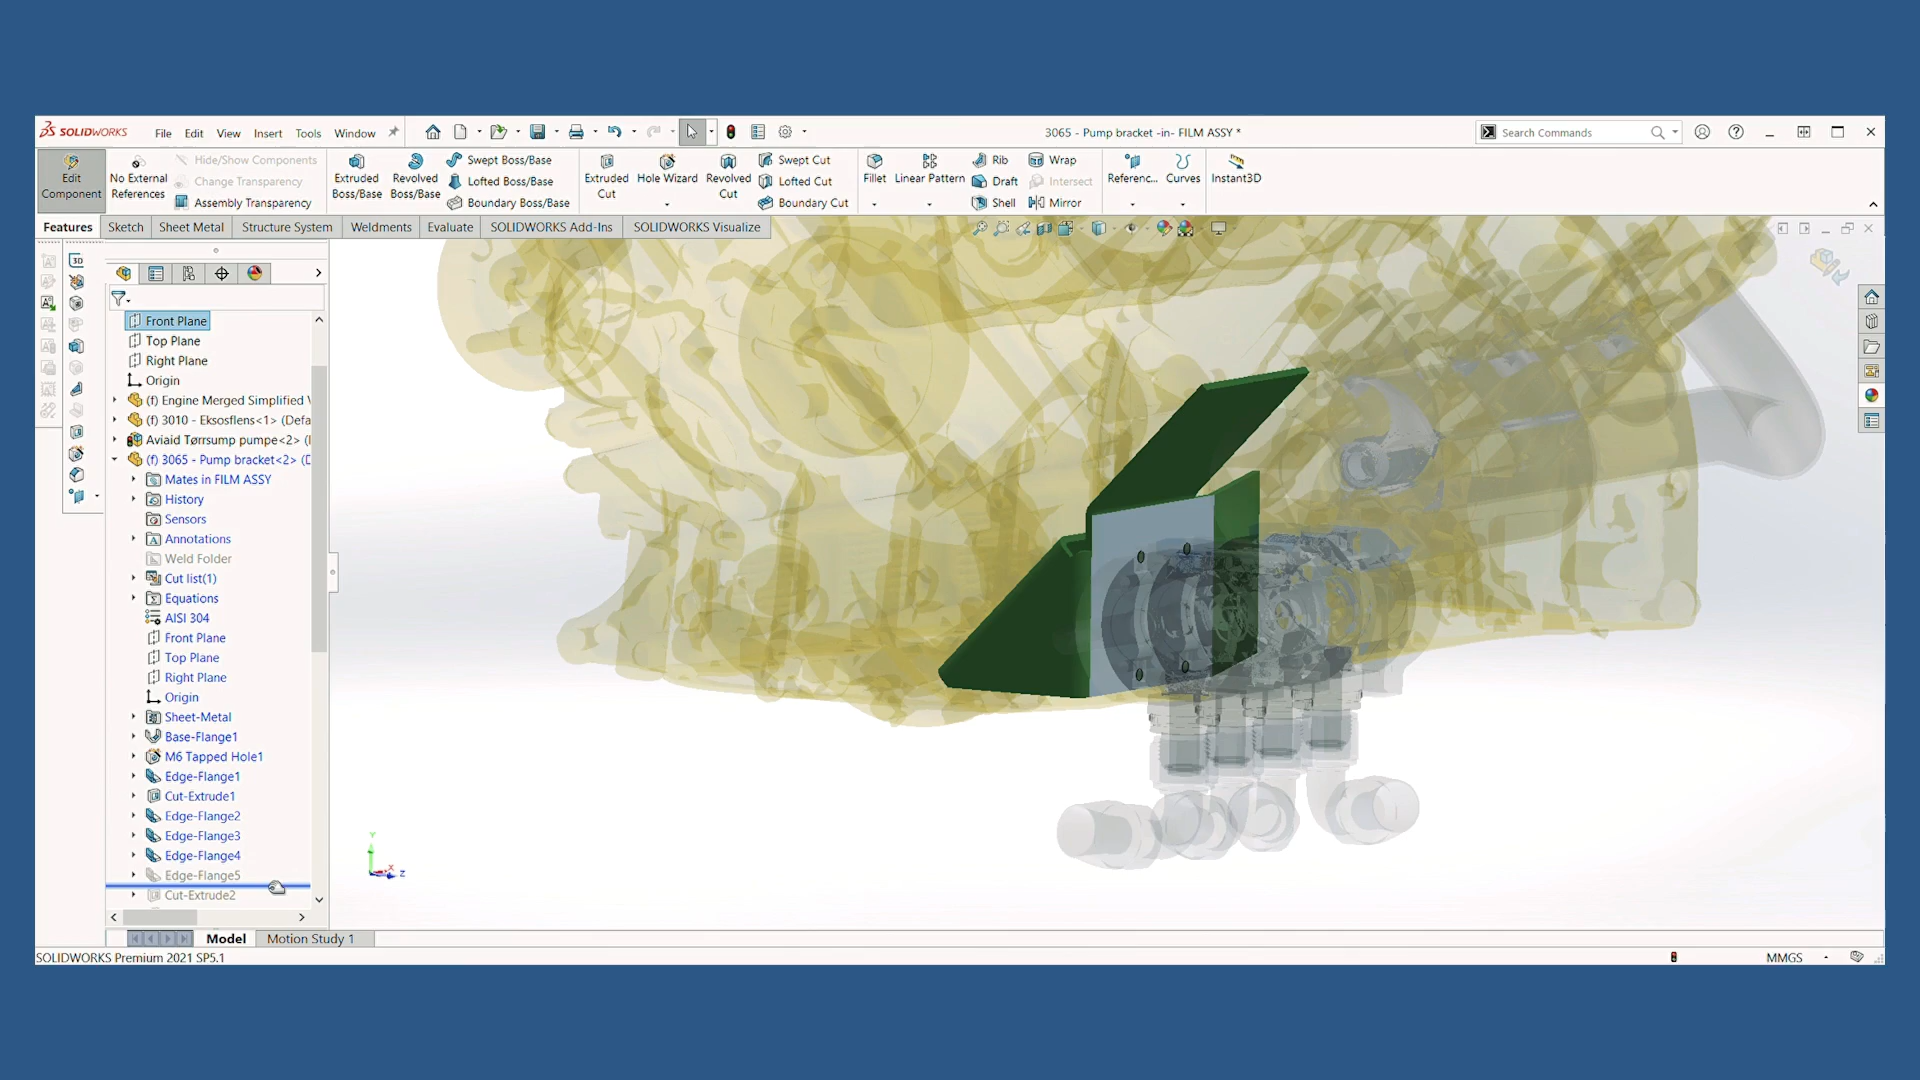 SOLIDWORKS File Edit View Insert Tools Window 3065 - Pump bracket -in- FILM ASSY * Search Commands
Edit Component
No External References
Hide/Show Components
Change Transparency
Assembly Transparency
Extruded Boss/Base
Revolved Boss/Base
Swept Boss/Base
Lofted Boss/Base
Boundary Boss/Base
Extruded Cut
Hole Wizard
Revolved Cut
Swept Cut
Lofted Cut
Boundary Cut
Fillet
Linear Pattern
Rib
Draft
Shell
Wrap
Intersect
Mirror
Referenc...
Curves
Instant3D
Features Sketch Sheet Metal Structure System Weldments Evaluate SOLIDWORKS Add-Ins SOLIDWORKS Visualize
Front Plane
Top Plane
Right Plane
Origin
(f) Engine Merged Simplified
(f) 3010 - Eksosflens<1> (Defa
Aviaid Tørrsump pumpe<2> (
(f) 3065 - Pump bracket<2> (D
Mates in FILM ASSY
History
Sensors
Annotations
Weld Folder
Cut list(1)
Equations
AISI 304
Front Plane
Top Plane
Right Plane
Origin
Sheet-Metal
Base-Flange1
M6 Tapped Hole1
Edge-Flange1
Cut-Extrude1
Edge-Flange2
Edge-Flange3
Edge-Flange4
Edge-Flange5
Cut-Extrude2
Y
X
Z
Model Motion Study 1
SOLIDWORKS Premium 2021 SP5.1 MMGS